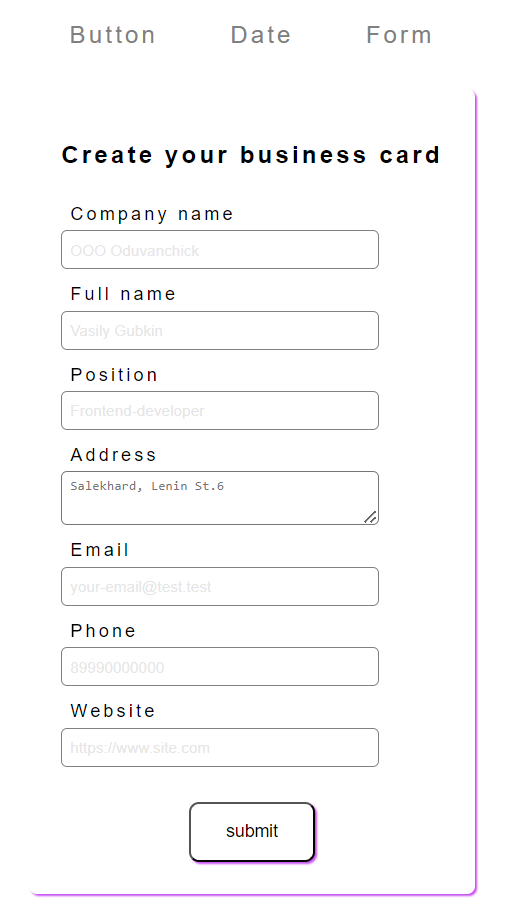 Button Date Form
Create your business card
Company name
OOO Oduvanchick
Full name
Vasily Gubkin
Position
Frontend-developer
Address
Salekhard, Lenin St.6
Email
your-email@test.test
Phone
89990000000
Website
https://www.site.com
submit